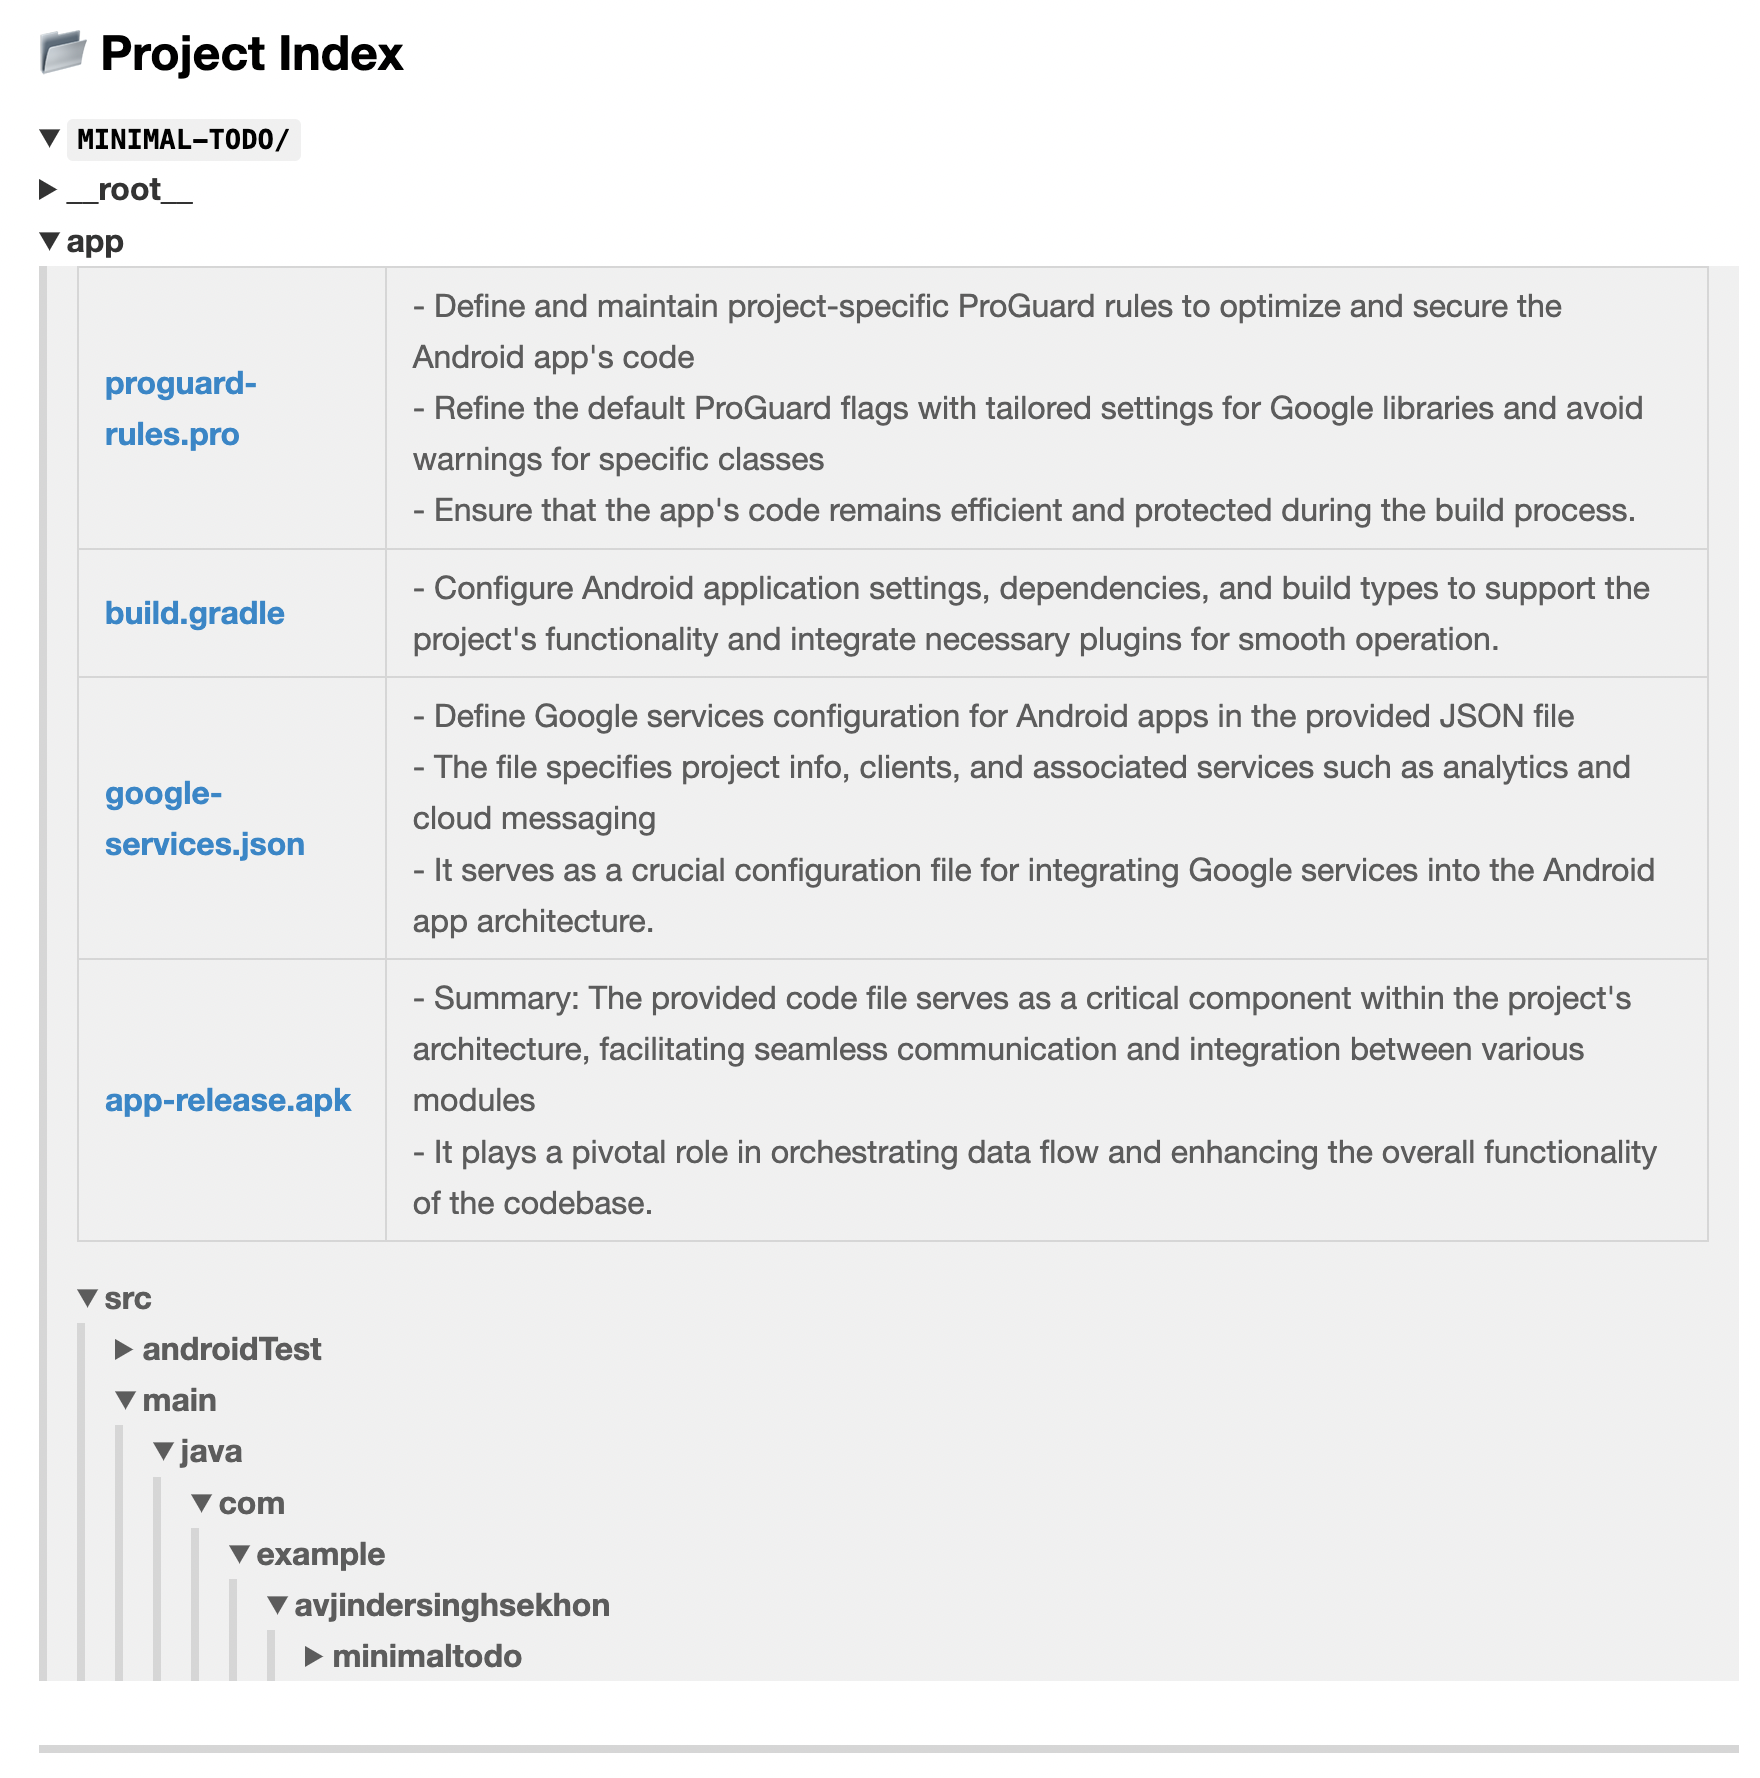 Project Index
MINIMAL-TODO/
__root__
app
proguard-
rules.pro
- Define and maintain project-specific ProGuard rules to optimize and secure the
Android app's code
- Refine the default ProGuard flags with tailored settings for Google libraries and avoid
warnings for specific classes
- Ensure that the app's code remains efficient and protected during the build process.
build.gradle
- Configure Android application settings, dependencies, and build types to support the
project's functionality and integrate necessary plugins for smooth operation.
google-
services.json
- Define Google services configuration for Android apps in the provided JSON file
- The file specifies project info, clients, and associated services such as analytics and
cloud messaging
- It serves as a crucial configuration file for integrating Google services into the Android
app architecture.
app-release.apk
- Summary: The provided code file serves as a critical component within the project's
architecture, facilitating seamless communication and integration between various
modules
- It plays a pivotal role in orchestrating data flow and enhancing the overall functionality
of the codebase.
src
androidTest
main
java
com
example
avjindersinghsekhon
minimaltodo